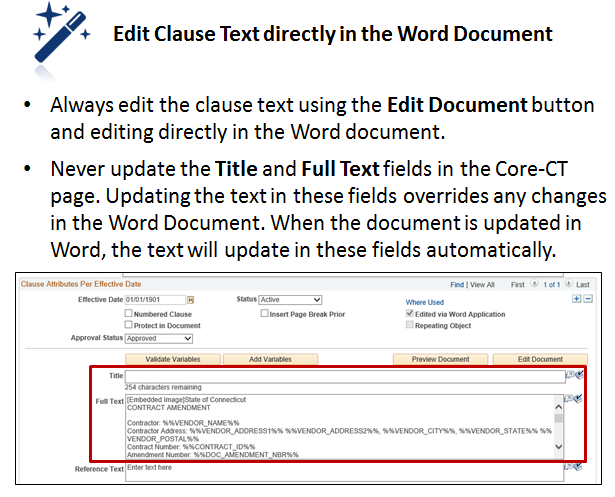 Edit Clause Text directly in the Word Document
• Always edit the clause text using the Edit Document button
and editing directly in the Word document.
• Never update the Title and Full Text fields in the Core-CT
page. Updating the text in these fields overrides any changes
in the Word Document. When the document is updated in
Word, the text will update in these fields automatically.
Clause Attributes Per Effective Date Find | View All First 1 of 1 Last
Effective Date 01/01/1901 Status Active Where Used
Numbered Clause Insert Page Break Prior Edited via Word Application
Protect in Document Repeating Object
Approval Status Approved
Validate Variables Add Variables Preview Document Edit Document
Title
254 characters remaining
Full Text [Embedded Image]State of Connecticut
CONTRACT AMENDMENT
Contractor: %%VENDOR_NAME%%
Contractor Address: %%VENDOR_ADDRESS1%% %%VENDOR_ADDRESS2%%, %%VENDOR_CITY%%, %%VENDOR_STATE%% %%
VENDOR_POSTAL%%
Contract Number: %%CONTRACT_ID%%
Amendment Number: %%DOC_AMENDMENT_NBR%%
Reference Text Enter text here